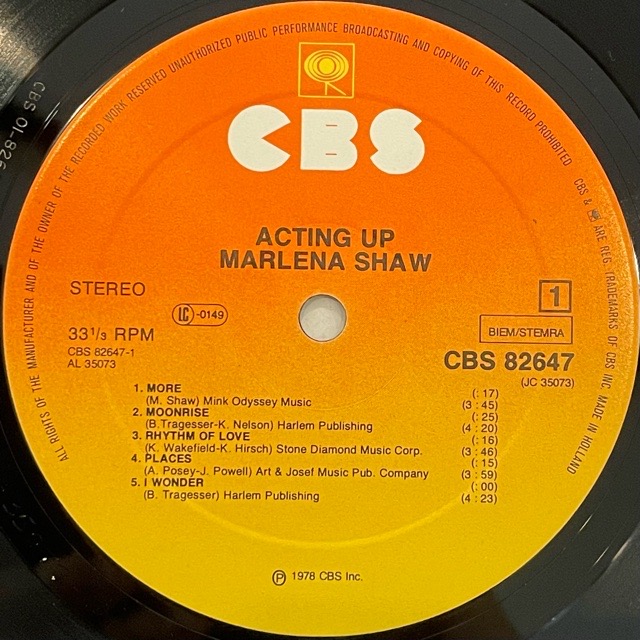 ALL RIGHTS OF THE MANUFACTURER AND OF THE OWNER OF THE RECORDED WORK RESERVED UNAUTHORIZED PUBLIC PERFORMANCE BROADCASTING AND COPYING OF THIS RECORD PROHIBITED CBS & ARE REG. TRADEMARKS OF CBS INC. MADE IN HOLLAND
CBS
ACTING UP
MARLENA SHAW
STEREO
LC-0149
1
33 1/3 RPM
BIEM/STEMRA
CBS 82647-1
AL 35073
CBS 82647
(JC 35073)
1. MORE (: 17)
(M. Shaw) Mink Odyssey Music (3 : 45)
2. MOONRISE (: 25)
(B.Tragesser-K. Nelson) Harlem Publishing (4 : 20)
3. RHYTHM OF LOVE (: 16)
(K. Wakefield-K. Hirsch) Stone Diamond Music Corp. (3 : 46)
4. PLACES (: 15)
(A. Posey-J. Powell) Art & Josef Music Pub. Company (3 : 59)
5. I WONDER (: 00)
(B. Tragesser) Harlem Publishing (4 : 23)
℗ 1978 CBS Inc.